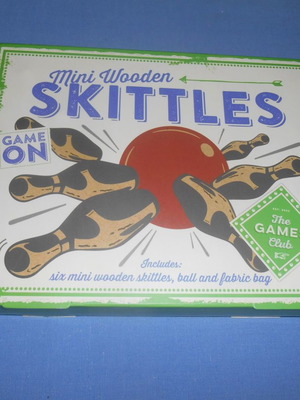 Mini Wooden
SKITTLES
GAME
ON
The
GAME
Club
Includes:
six mini wooden skittles, ball and fabric bag